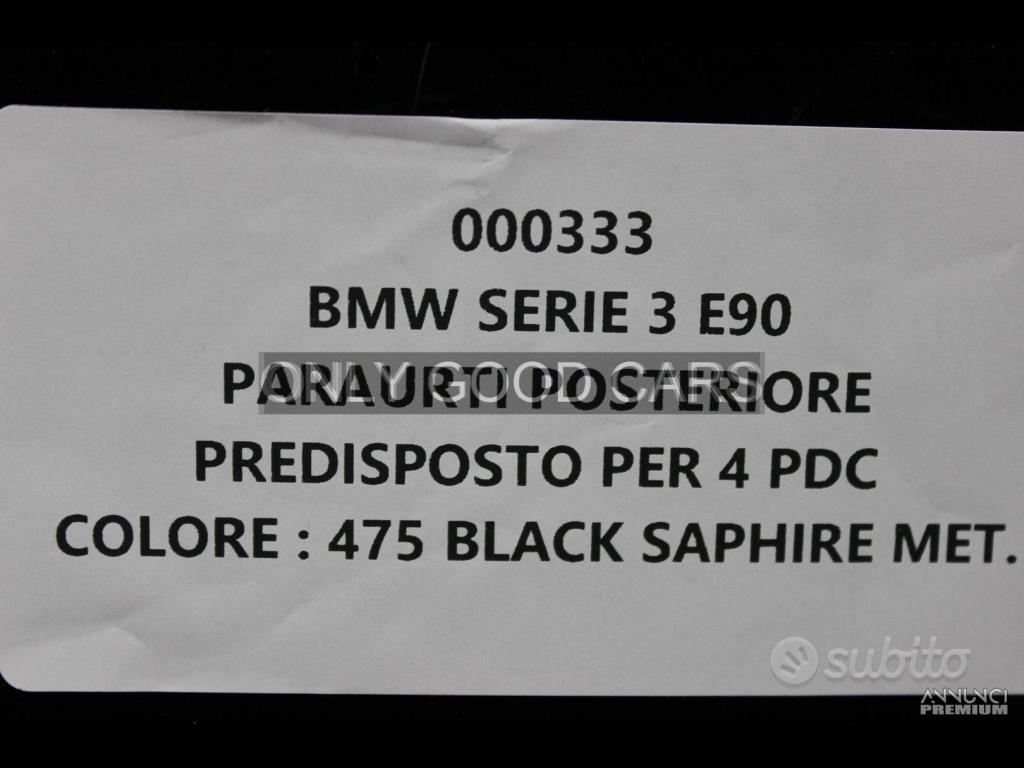 000333
BMW SERIE 3 E90
PARAURTI POSTERIORE
ONLY GOOD CARS
PREDISPOSTO PER 4 PDC
COLORE : 475 BLACK SAPHIRE MET.
subito
ANNUNCI
PREMIUM